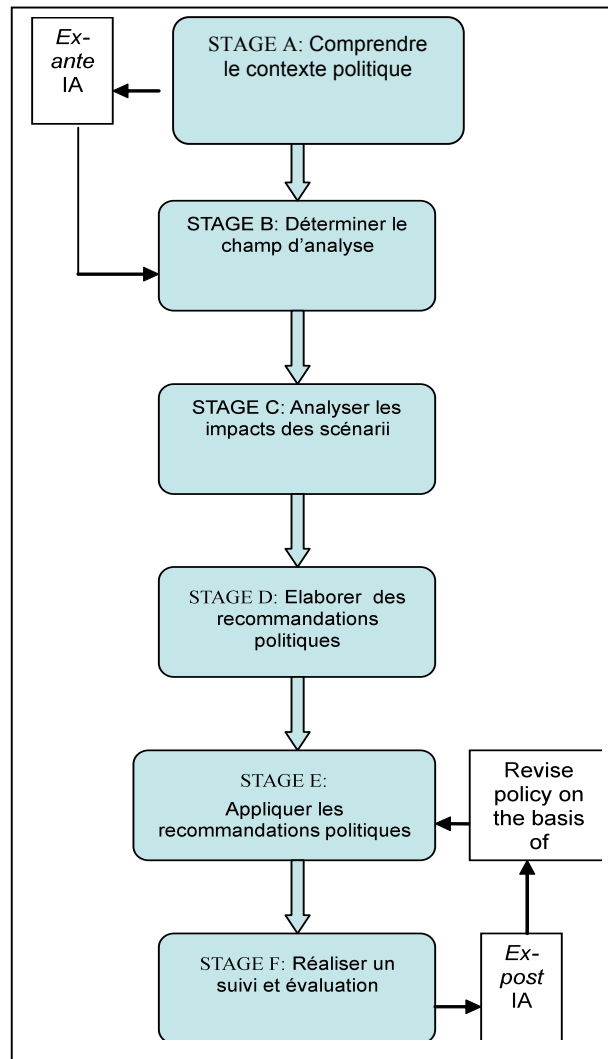 Ex-
ante
IA
STAGE A: Comprendre
le contexte politique
STAGE B: Déterminer le
champ d'analyse
STAGE C: Analyser les
impacts des scénarii
STAGE D: Elaborer des
recommandations
politiques
STAGE E:
Appliquer les
recommandations politiques
Revise
policy on
the basis
of
STAGE F: Réaliser un
suivi et évaluation
Ex-
post
IA